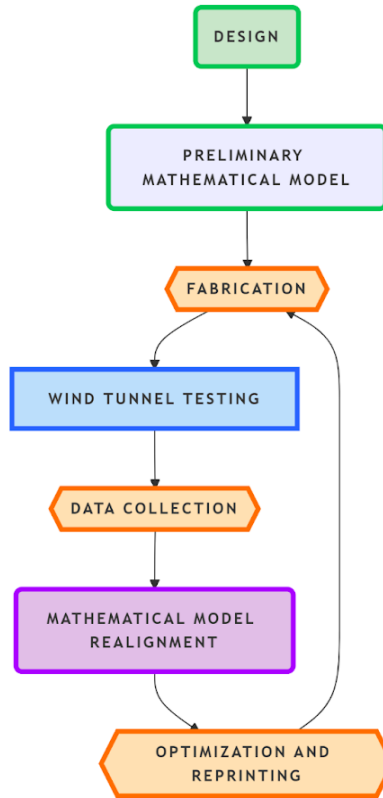 DESIGN
PRELIMINARY
MATHEMATICAL MODEL
FABRICATION
WIND TUNNEL TESTING
DATA COLLECTION
MATHEMATICAL MODEL
REALIGNMENT
OPTIMIZATION AND
REPRINTING